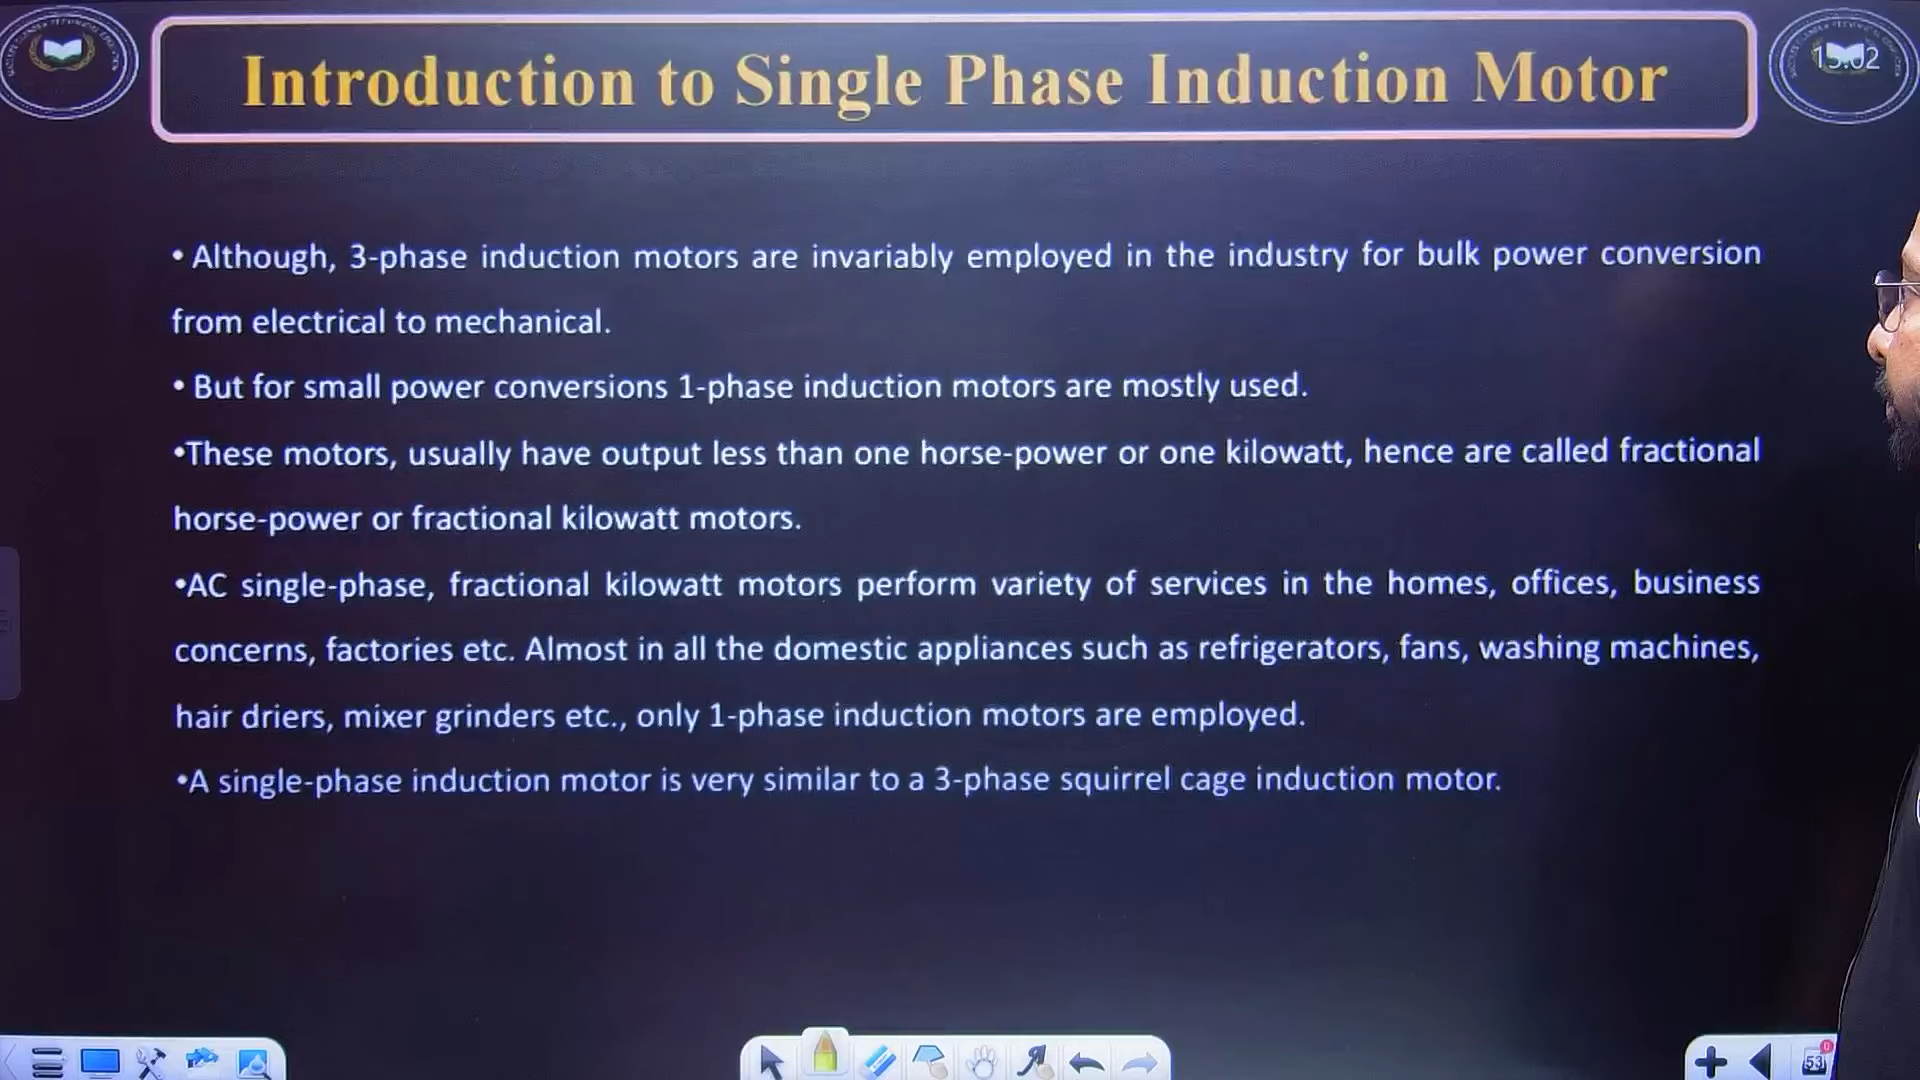 Introduction to Single Phase Induction Motor
15:02
• Although, 3-phase induction motors are invariably employed in the industry for bulk power conversion
from electrical to mechanical.
• But for small power conversions 1-phase induction motors are mostly used.
•These motors, usually have output less than one horse-power or one kilowatt, hence are called fractional
horse-power or fractional kilowatt motors.
•AC single-phase, fractional kilowatt motors perform variety of services in the homes, offices, business
concerns, factories etc. Almost in all the domestic appliances such as refrigerators, fans, washing machines,
hair driers, mixer grinders etc., only 1-phase induction motors are employed.
•A single-phase induction motor is very similar to a 3-phase squirrel cage induction motor.
53
0